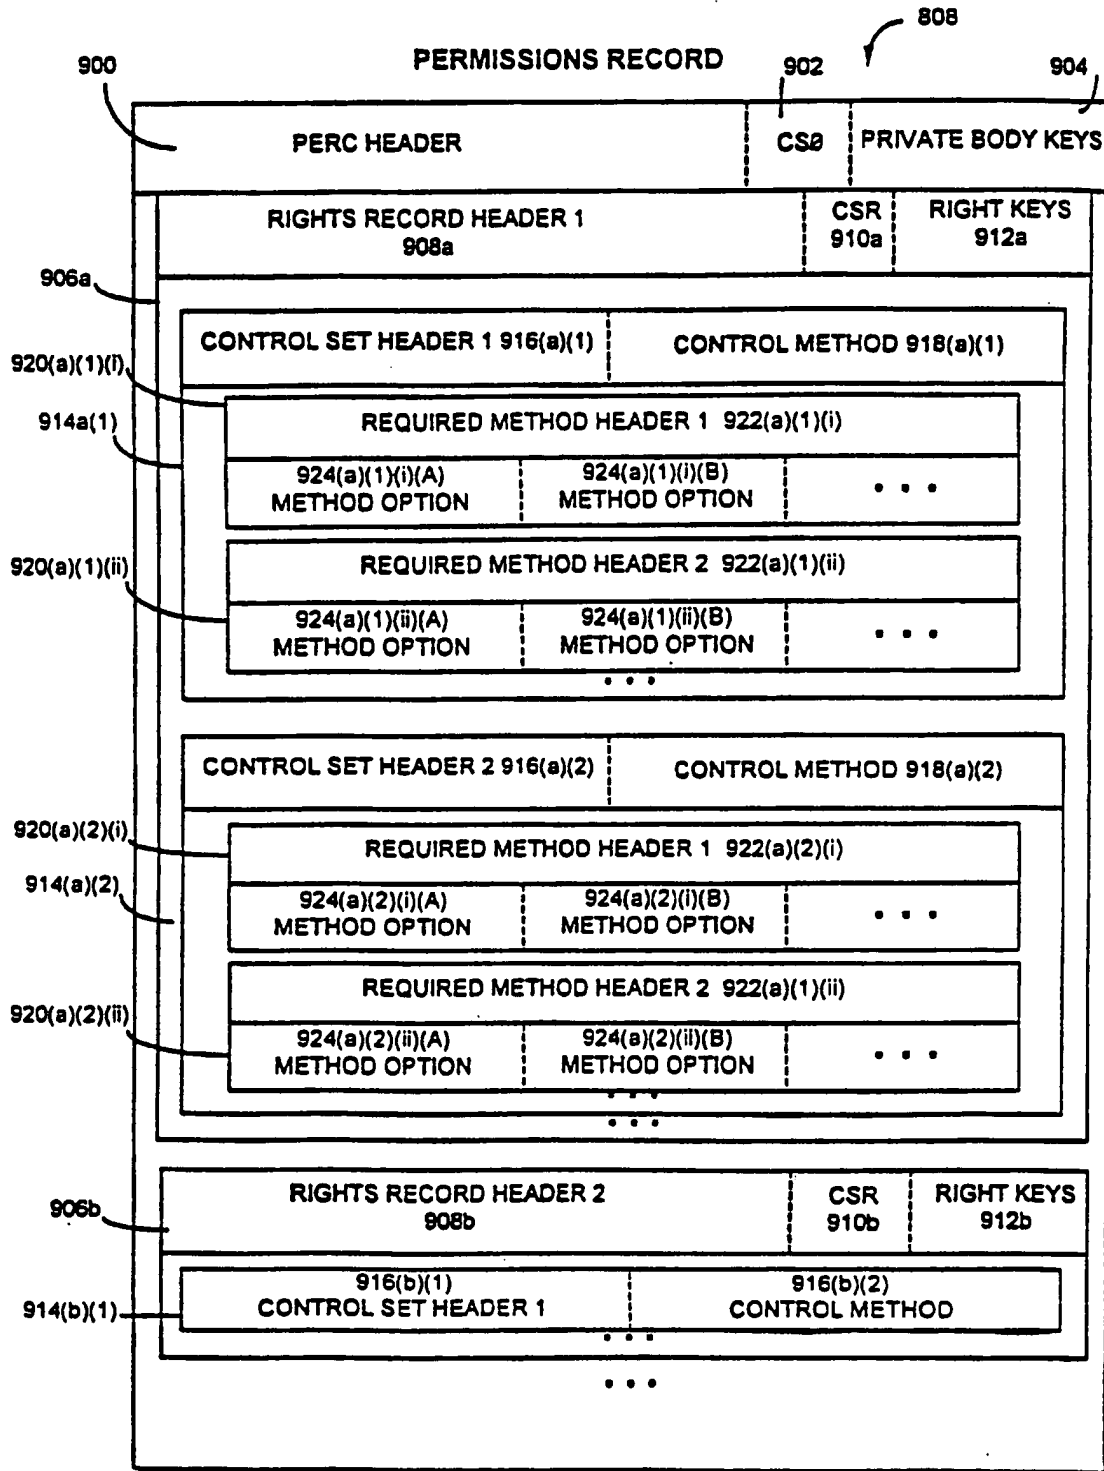 808
PERMISSIONS RECORD
900
902
904
PERC HEADER
CS0
PRIVATE BODY KEYS
RIGHTS RECORD HEADER 1
908a
CSR
910a
RIGHT KEYS
912a
906a
CONTROL SET HEADER 1 916(a)(1)
CONTROL METHOD 918(a)(1)
920(a)(1)(i)
914a(1)
REQUIRED METHOD HEADER 1 922(a)(1)(i)
924(a)(1)(i)(A)
METHOD OPTION
924(a)(1)(i)(B)
METHOD OPTION
• • •
920(a)(1)(ii)
REQUIRED METHOD HEADER 2 922(a)(1)(ii)
924(a)(1)(ii)(A)
METHOD OPTION
924(a)(1)(ii)(B)
METHOD OPTION
• • •
• • •
CONTROL SET HEADER 2 916(a)(2)
CONTROL METHOD 918(a)(2)
920(a)(2)(i)
914(a)(2)
REQUIRED METHOD HEADER 1 922(a)(2)(i)
924(a)(2)(i)(A)
METHOD OPTION
924(a)(2)(i)(B)
METHOD OPTION
• • •
920(a)(2)(ii)
REQUIRED METHOD HEADER 2 922(a)(1)(ii)
924(a)(2)(ii)(A)
METHOD OPTION
924(a)(2)(ii)(B)
METHOD OPTION
• • •
• • •
• • •
906b
RIGHTS RECORD HEADER 2
908b
CSR
910b
RIGHT KEYS
912b
914(b)(1)
916(b)(1)
CONTROL SET HEADER 1
916(b)(2)
CONTROL METHOD
• • •
• • •